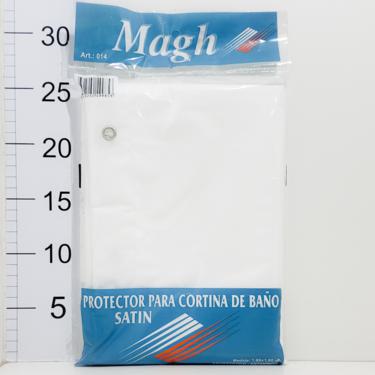 30
25
20
15
10
5
Magh
Art.: 014
PROTECTOR PARA CORTINA DE BAÑO
SATIN